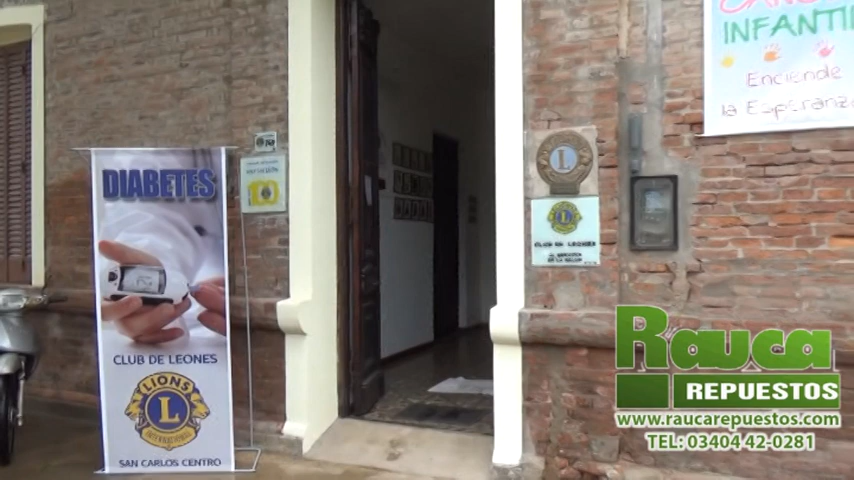 DIABETES
CLUB DE LEONES
LIONS
L
INTERNATIONAL
SAN CARLOS CENTRO
L
CLUB DE LEONES
INFANTIL
Enciende
la Esperanza
Rauca
REPUESTOS
www.raucarepuestos.com
TEL: 03404 42-0281